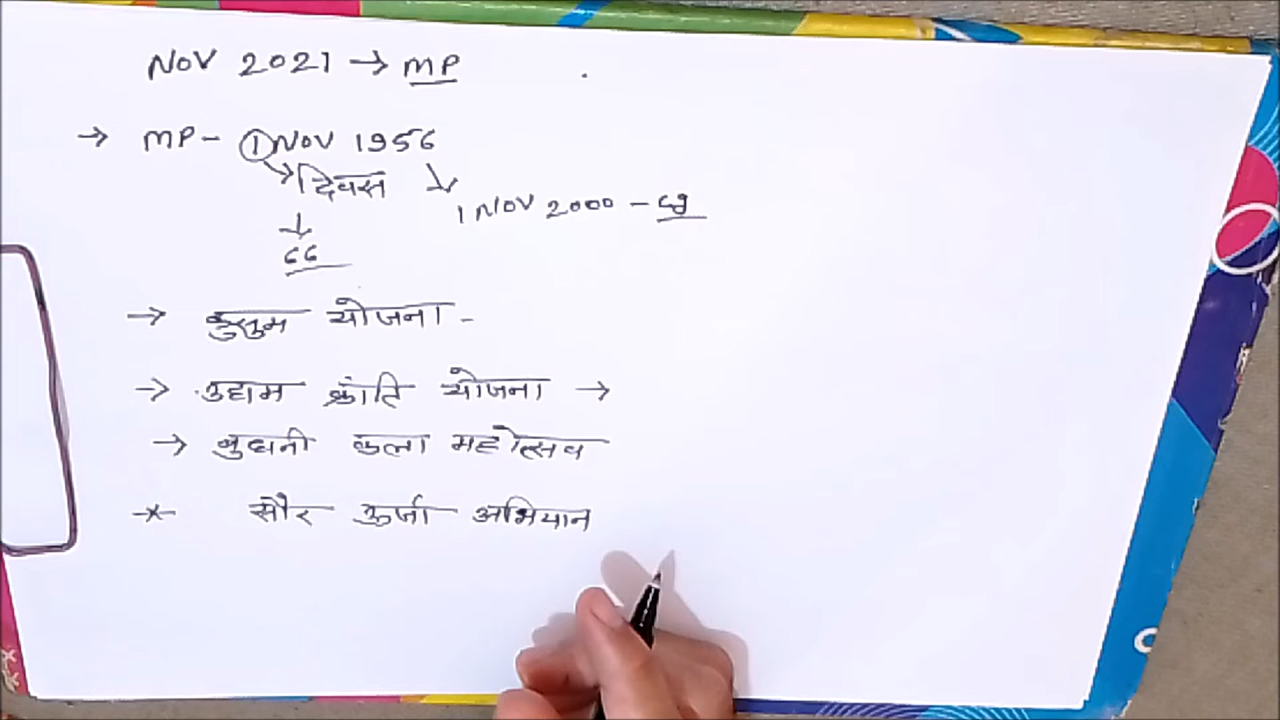 NOV 2021 → MP
→ MP - 1 NOV 1956
दिवस
1 NOV 2000 - cg
66
→ कुसुम योजना -
→ उद्यम क्रांति योजना →
→ बुधनी कला महोत्सव
* सौर ऊर्जा अभियान